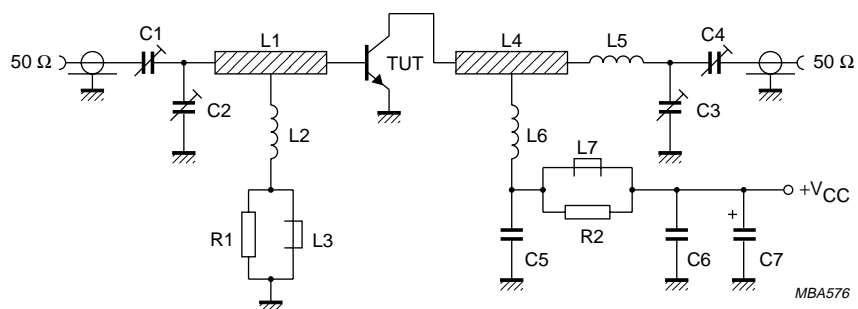 C1
L1
TUT
L4
L5
C4
50 Ω
50 Ω
C2
L2
L6
C3
L7
R1
L3
+VCC
R2
+
C5
C6
C7
MBA576